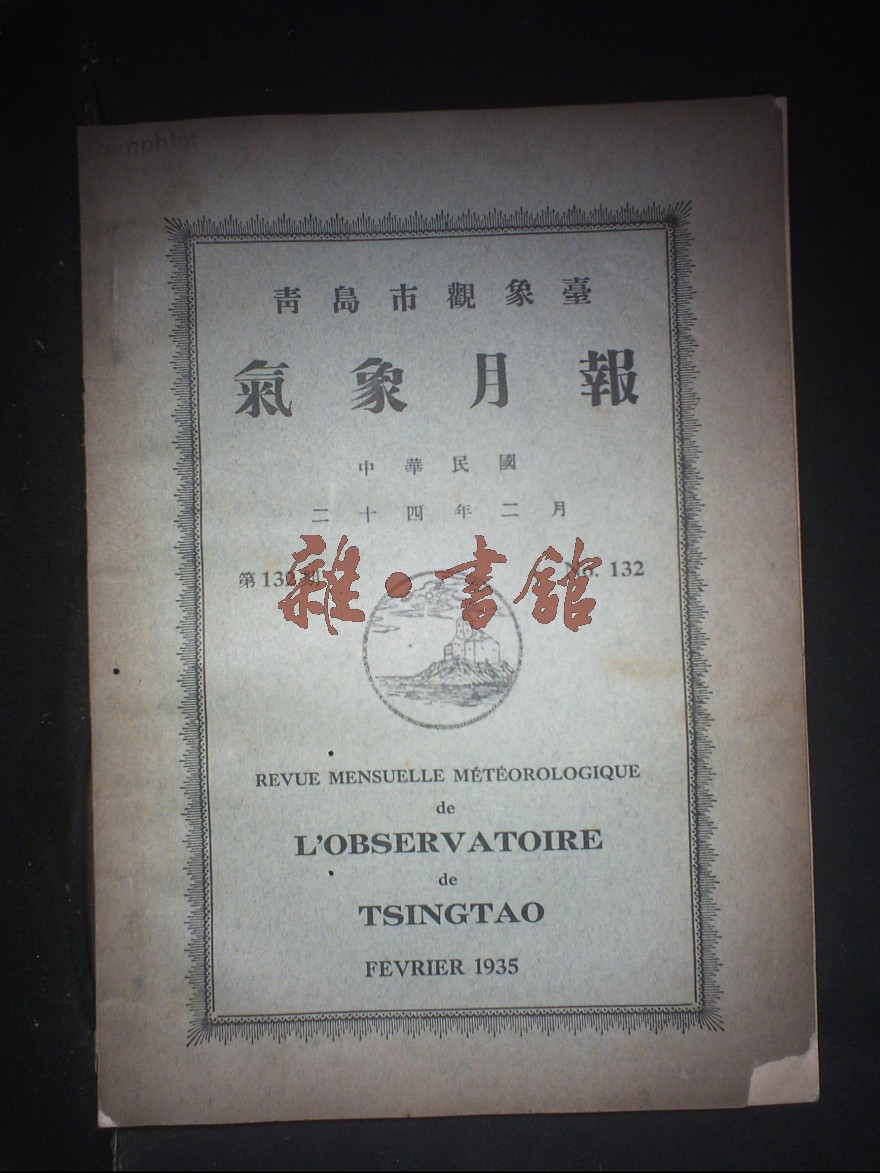 Pamphlet
青島市觀象臺
氣象月報
中華民國
二十四年二月
第132期 No. 132
雜·書館
REVUE MENSUELLE MÉTÉOROLOGIQUE
de
L'OBSERVATOIRE
de
TSINGTAO
FEVRIER 1935